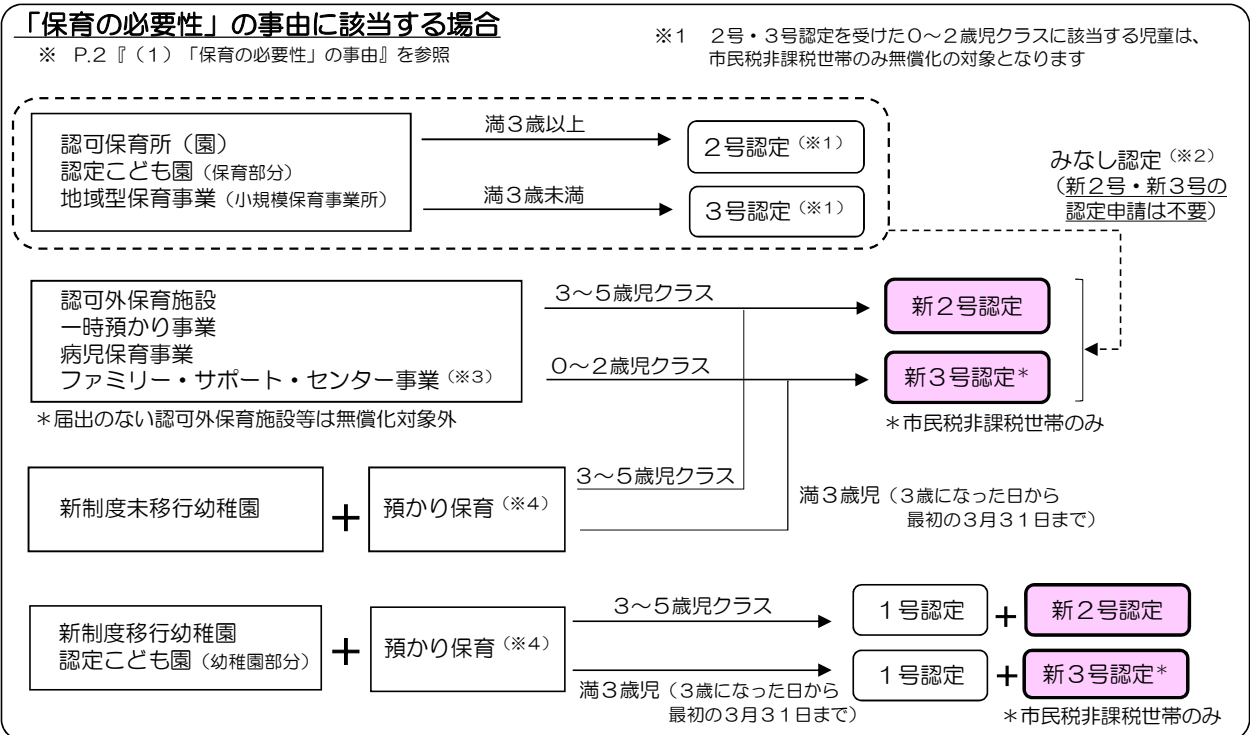 「保育の必要性」の事由に該当する場合
※ P.2『(1)「保育の必要性」の事由』を参照
※1 2号・3号認定を受けた0～2歳児クラスに該当する児童は、
市民税非課税世帯のみ無償化の対象となります
認可保育所（園）
認定こども園（保育部分）
地域型保育事業（小規模保育事業所）
満3歳以上
2号認定（※1）
満3歳未満
3号認定（※1）
みなし認定（※2）
（新2号・新3号の
認定申請は不要）
認可外保育施設
一時預かり事業
病児保育事業
ファミリー・サポート・センター事業（※3）
＊届出のない認可外保育施設等は無償化対象外
3～5歳児クラス
新2号認定
0～2歳児クラス
新3号認定*
＊市民税非課税世帯のみ
新制度未移行幼稚園
＋
預かり保育（※4）
3～5歳児クラス
満3歳児（3歳になった日から
最初の3月31日まで）
新制度移行幼稚園
認定こども園（幼稚園部分）
＋
預かり保育（※4）
3～5歳児クラス
1号認定
＋
新2号認定
満3歳児（3歳になった日から
最初の3月31日まで）
1号認定
＋
新3号認定*
＊市民税非課税世帯のみ